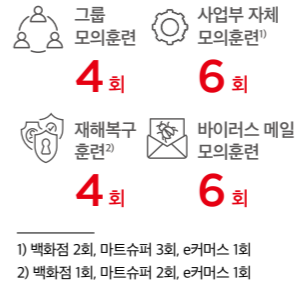 그룹
모의훈련
4 회
사업부 자체
모의훈련1)
6 회
재해복구
훈련2)
4 회
바이러스 메일
모의훈련
6 회
1) 백화점 2회, 마트슈퍼 3회, e커머스 1회
2) 백화점 1회, 마트슈퍼 2회, e커머스 1회